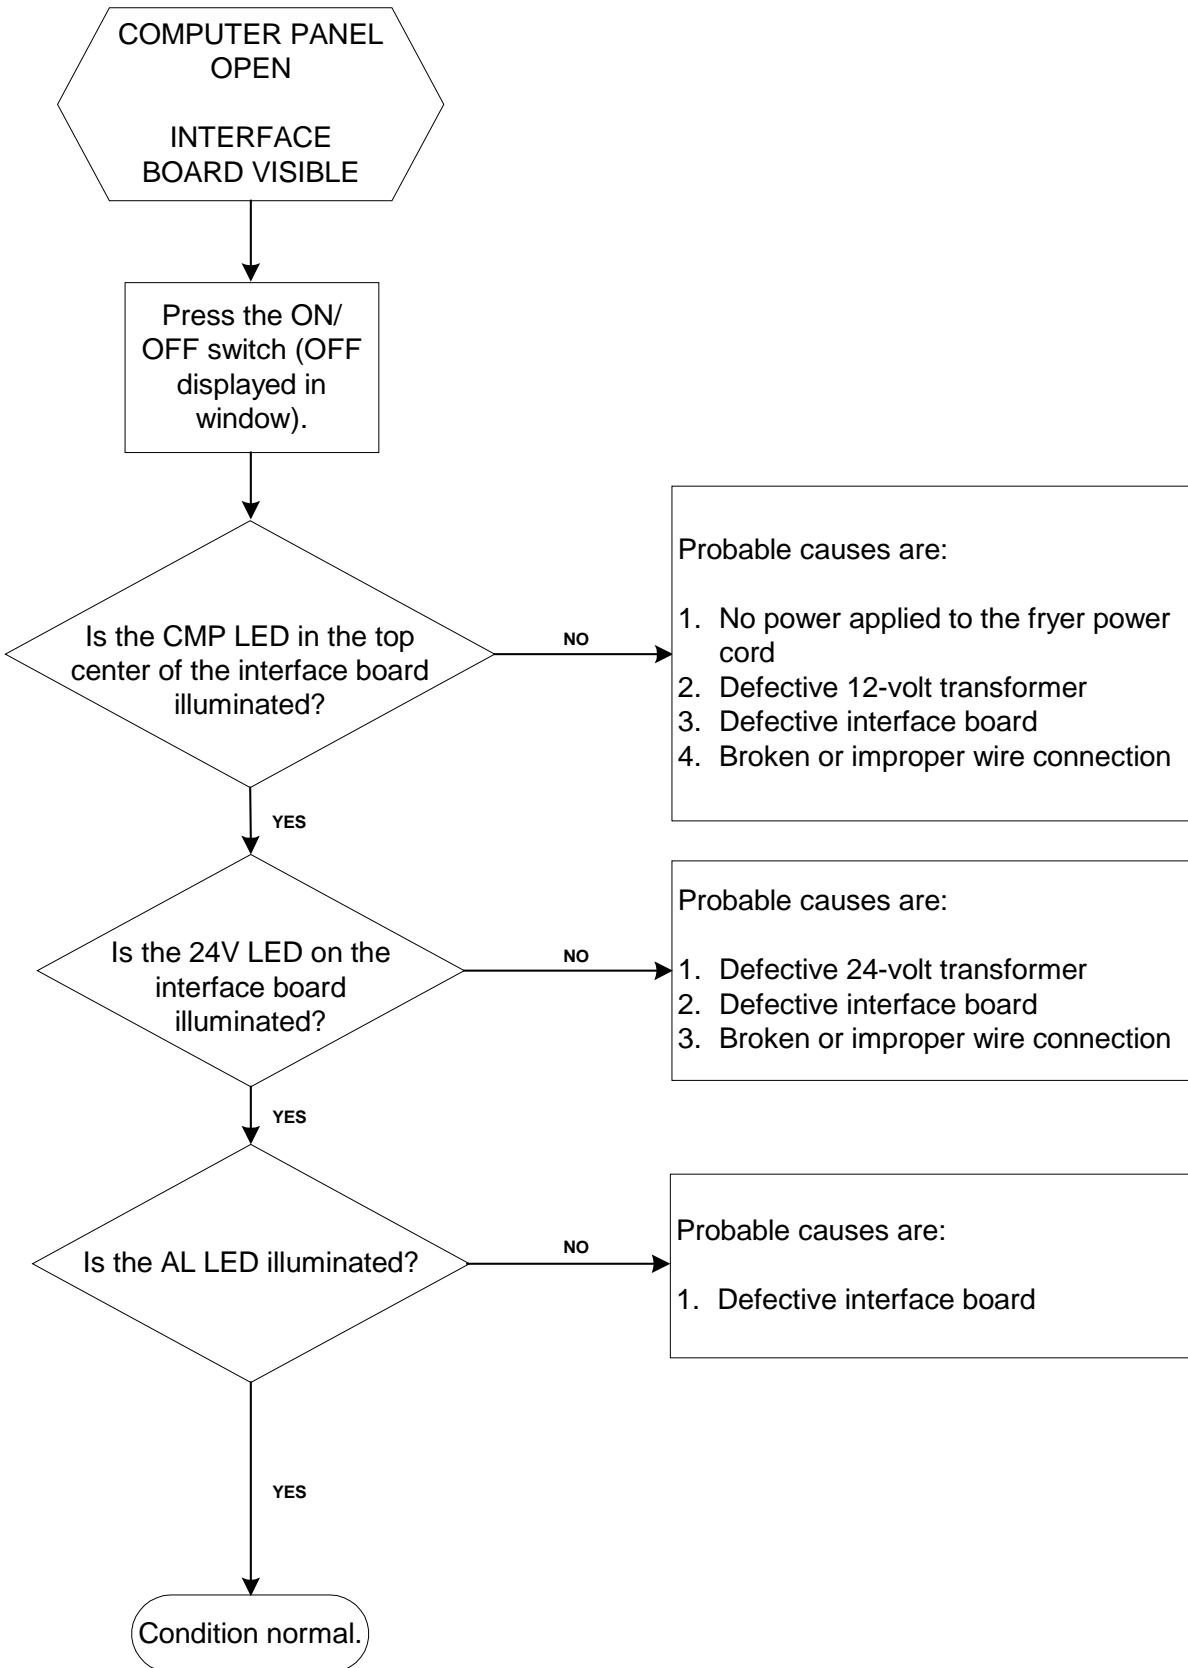 COMPUTER PANEL
OPEN
INTERFACE
BOARD VISIBLE
Press the ON/
OFF switch (OFF
displayed in
window).
Is the CMP LED in the top
center of the interface board
illuminated?
NO
Probable causes are:
1. No power applied to the fryer power
cord
2. Defective 12-volt transformer
3. Defective interface board
4. Broken or improper wire connection
YES
Is the 24V LED on the
interface board
illuminated?
NO
Probable causes are:
1. Defective 24-volt transformer
2. Defective interface board
3. Broken or improper wire connection
YES
Is the AL LED illuminated?
NO
Probable causes are:
1. Defective interface board
YES
Condition normal.